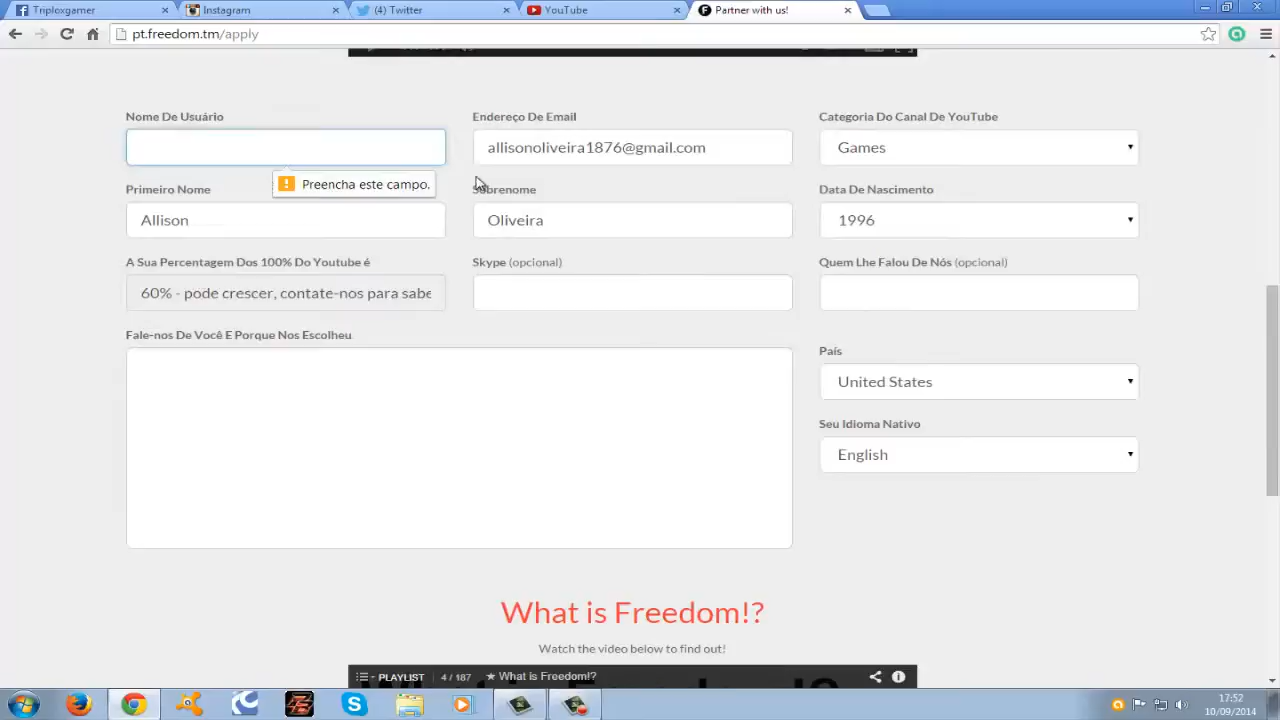 Triploxgamer
Instagram
(4) Twitter
YouTube
Partner with us!
pt.freedom.tm/apply
Nome De Usuário
Endereço De Email
Categoria Do Canal De YouTube
allisonoliveira1876@gmail.com
Games
Preencha este campo.
Primeiro Nome
Sobrenome
Data De Nascimento
Allison
Oliveira
1996
A Sua Percentagem Dos 100% Do Youtube é
Skype (opcional)
Quem Lhe Falou De Nós (opcional)
60% - pode crescer, contate-nos para sabe
Fale-nos De Você E Porque Nos Escolheu
País
United States
Seu Idioma Nativo
English
What is Freedom!?
Watch the video below to find out!
PLAYLIST 4 / 187 ★ What is Freedom!?
17:52
10/09/2014